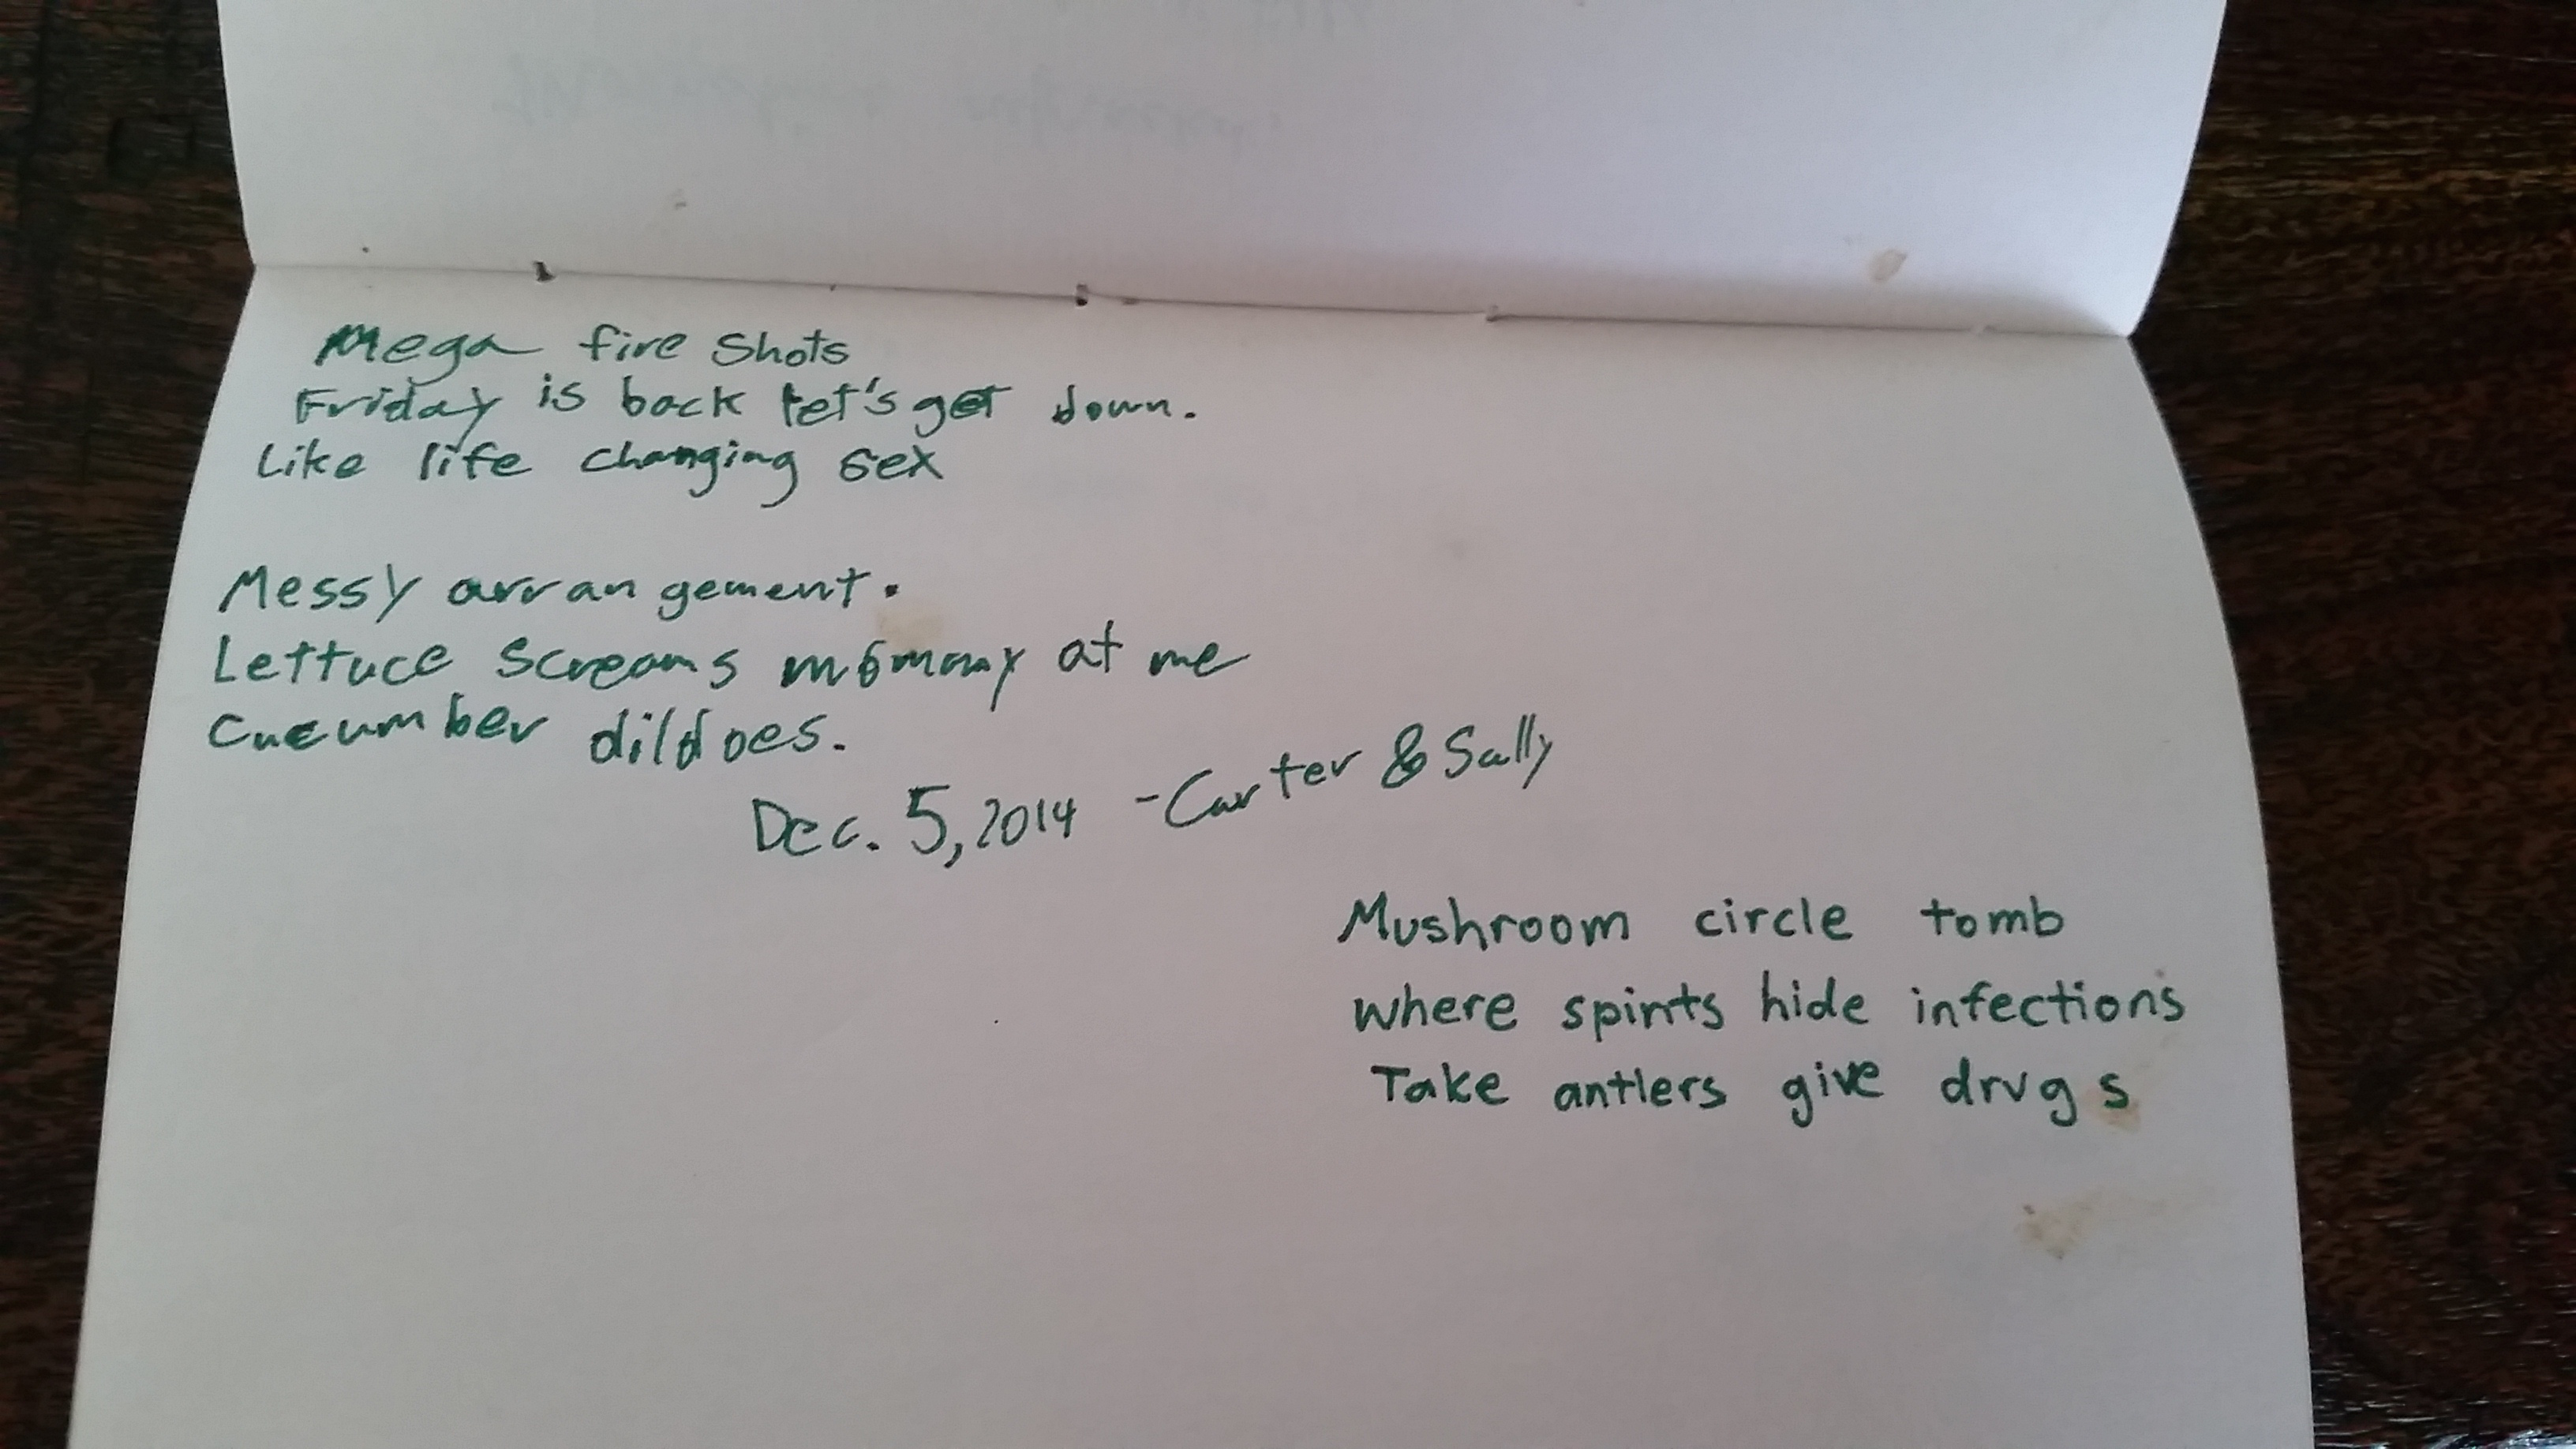 Mega fire shots
Friday is back let's get down.
Like life changing sex
Messy arrangement.
Lettuce screams mommy at me
Cucumber dildoes.
Dec. 5, 2014 - Carter & Sally
Mushroom circle tomb
where spirits hide infections
Take antlers give drugs